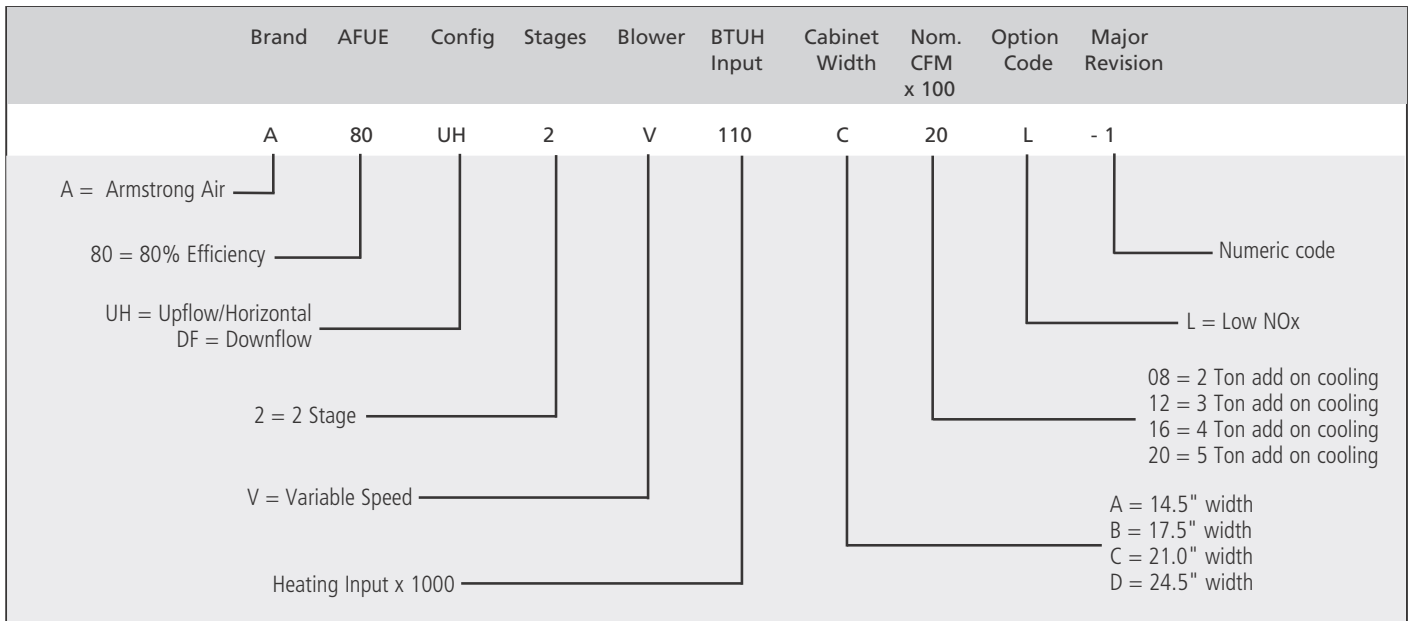 Brand AFUE Config Stages Blower BTUH Input Cabinet Width Nom. CFM x 100 Option Code Major Revision
A 80 UH 2 V 110 C 20 L - 1
A = Armstrong Air
80 = 80% Efficiency
UH = Upflow/Horizontal
DF = Downflow
2 = 2 Stage
V = Variable Speed
Heating Input x 1000
Numeric code
L = Low NOx
08 = 2 Ton add on cooling
12 = 3 Ton add on cooling
16 = 4 Ton add on cooling
20 = 5 Ton add on cooling
A = 14.5" width
B = 17.5" width
C = 21.0" width
D = 24.5" width